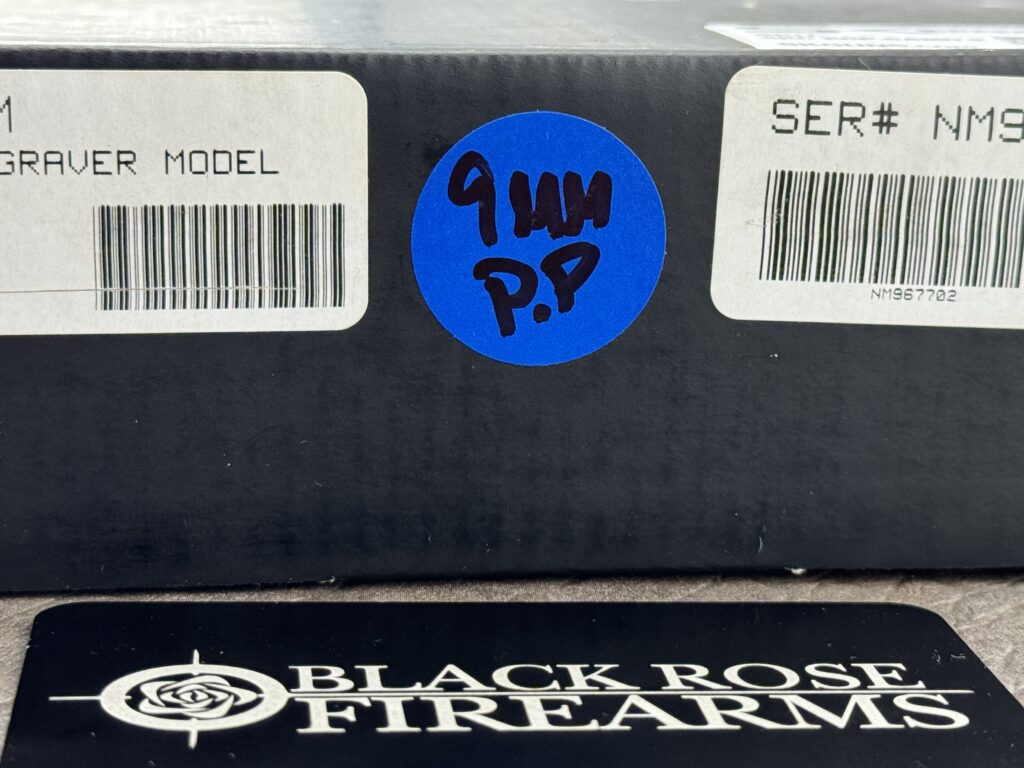 GRAVER MODEL
9MM
P.P
SER# NM9
NM967702
BLACK ROSE
FIREARMS